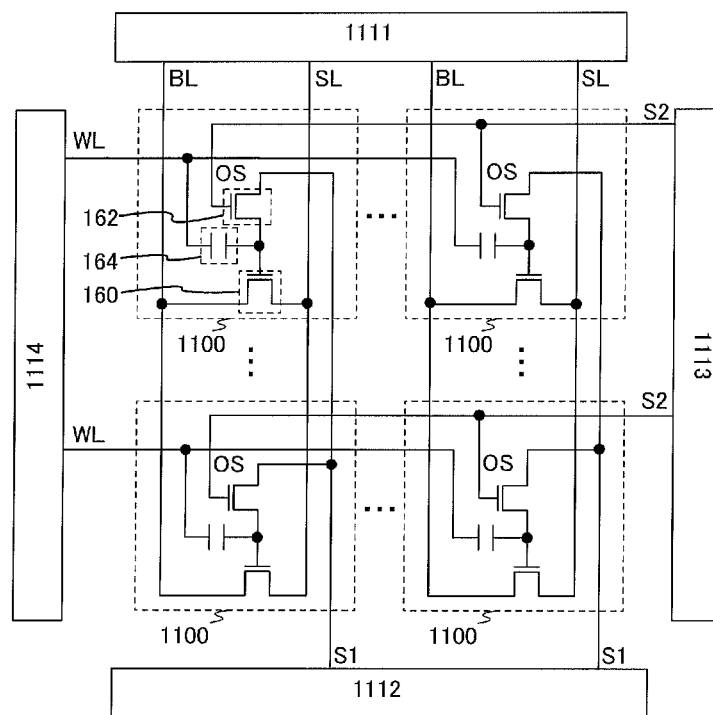 1111
BL SL BL SL
S2
WL
OS OS
162
164
160
1100 1100
1114
1113
S2
WL
OS OS
1100 1100
S1 S1
1112